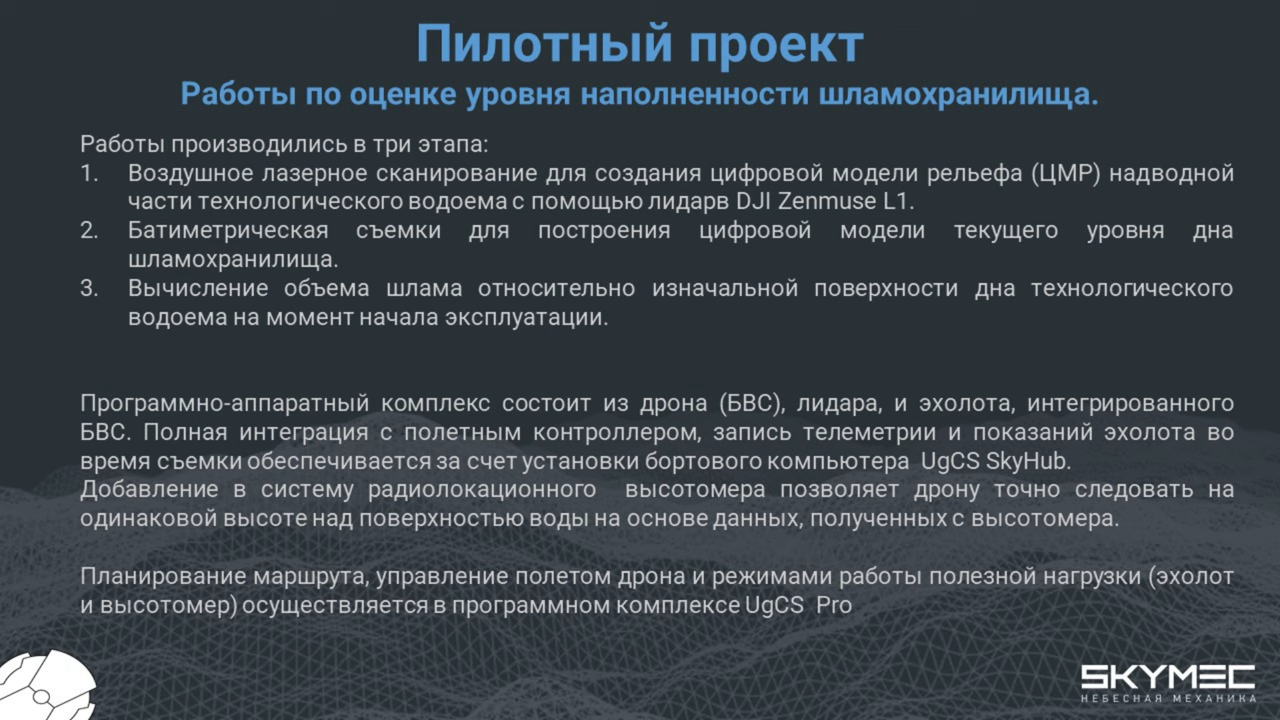 Пилотный проект
Работы по оценке уровня наполненности шламохранилища.
Работы производились в три этапа:
1. Воздушное лазерное сканирование для создания цифровой модели рельефа (ЦМР) надводной
части технологического водоема с помощью лидарв DJI Zenmuse L1.
2. Батиметрическая съемки для построения цифровой модели текущего уровня дна
шламохранилища.
3. Вычисление объема шлама относительно изначальной поверхности дна технологического
водоема на момент начала эксплуатации.
Программно-аппаратный комплекс состоит из дрона (БВС), лидара, и эхолота, интегрированного
БВС. Полная интеграция с полетным контроллером, запись телеметрии и показаний эхолота во
время съемки обеспечивается за счет установки бортового компьютера UgCS SkyHub.
Добавление в систему радиолокационного высотомера позволяет дрону точно следовать на
одинаковой высоте над поверхностью воды на основе данных, полученных с высотомера.
Планирование маршрута, управление полетом дрона и режимами работы полезной нагрузки (эхолот
и высотомер) осуществляется в программном комплексе UgCS Pro
SKYMEC
НЕБЕСНАЯ МЕХАНИКА